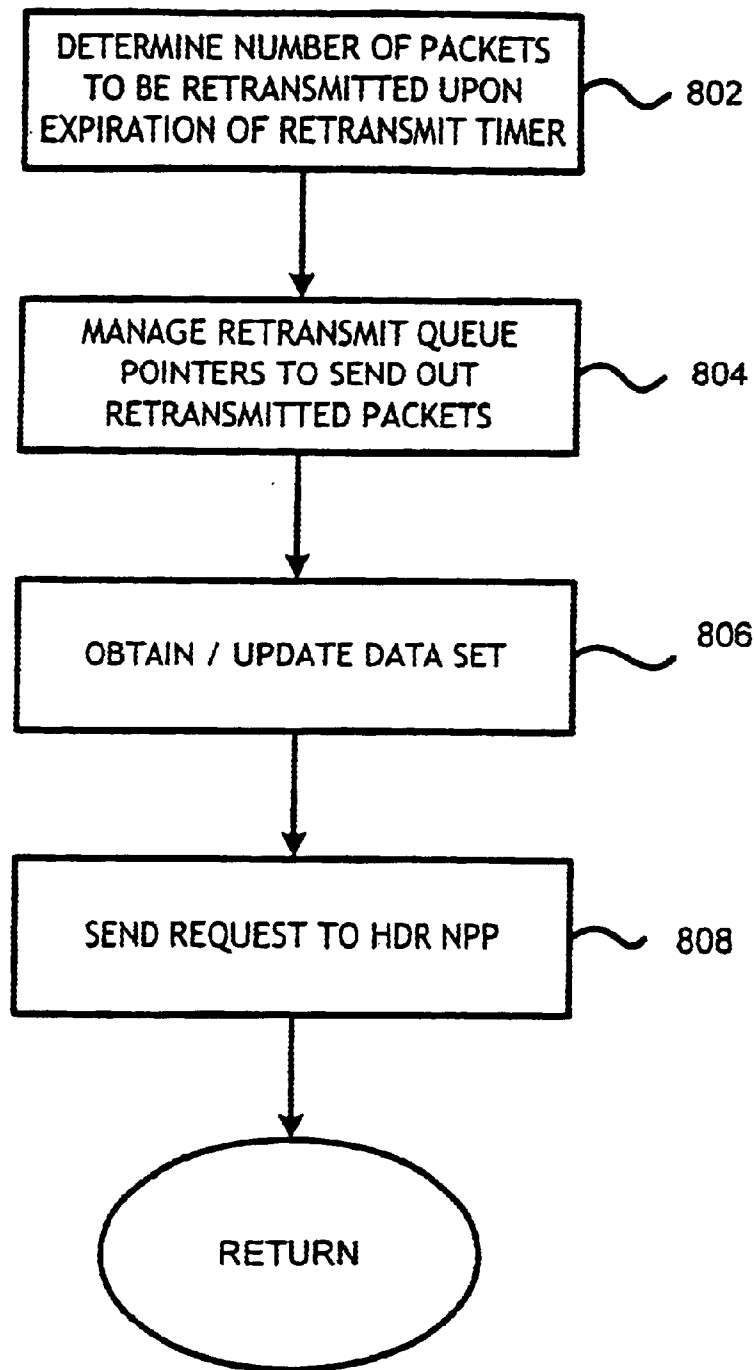 DETERMINE NUMBER OF PACKETS
TO BE RETRANSMITTED UPON
EXPIRATION OF RETRANSMIT TIMER
802
MANAGE RETRANSMIT QUEUE
POINTERS TO SEND OUT
RETRANSMITTED PACKETS
804
OBTAIN / UPDATE DATA SET
806
SEND REQUEST TO HDR NPP
808
RETURN